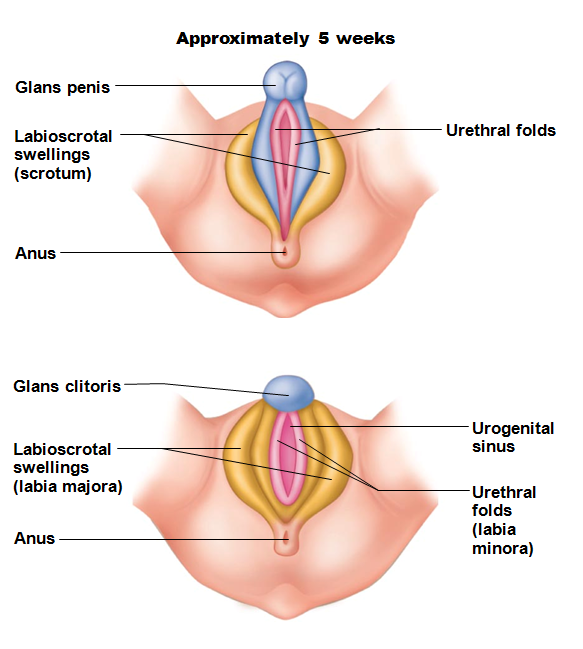 Approximately 5 weeks
Glans penis
Labioscrotal
swellings
(scrotum)
Urethral folds
Anus
Glans clitoris
Labioscrotal
swellings
(labia majora)
Urogenital
sinus
Urethral
folds
(labia
minora)
Anus